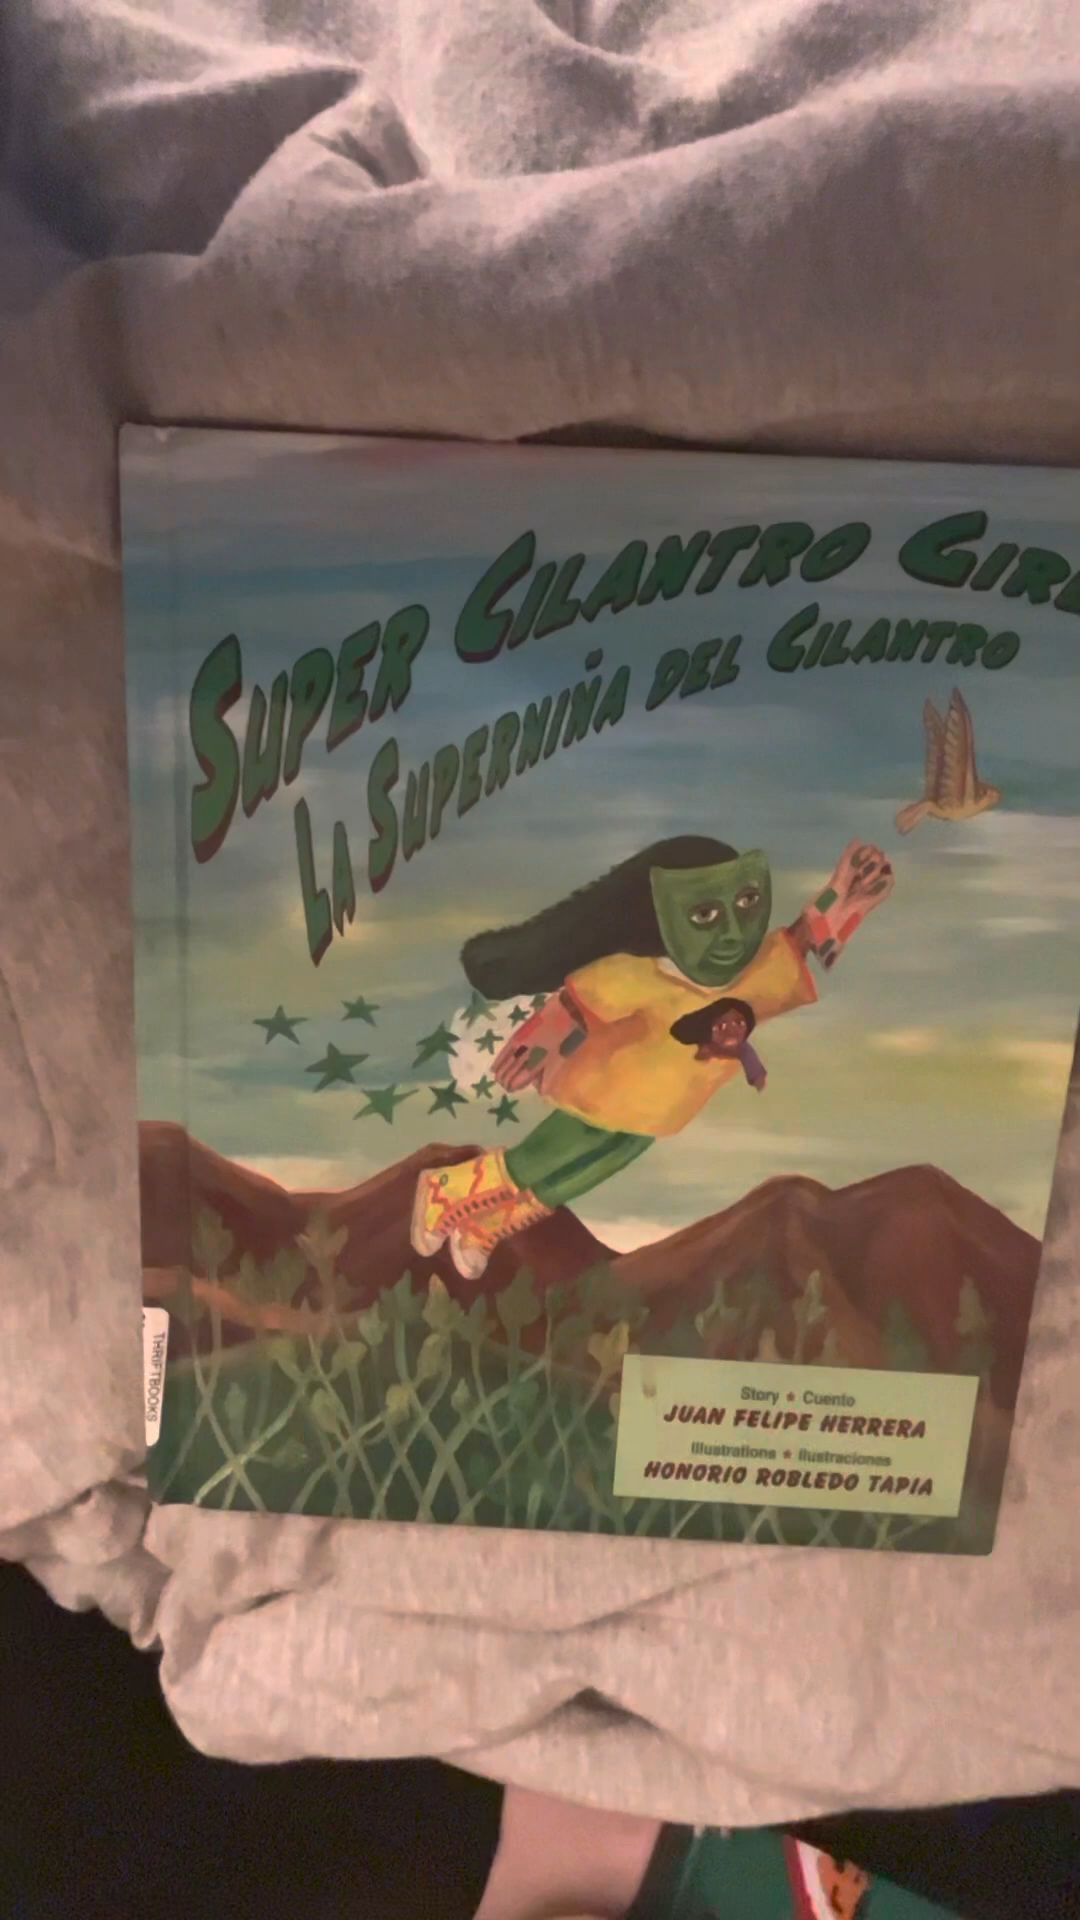 SUPER CILANTRO GIRL
LA SUPERNIÑA DEL CILANTRO
THRIFTBOOKS
Story ★ Cuento
JUAN FELIPE HERRERA
Illustrations ★ Ilustraciones
HONORIO ROBLEDO TAPIA